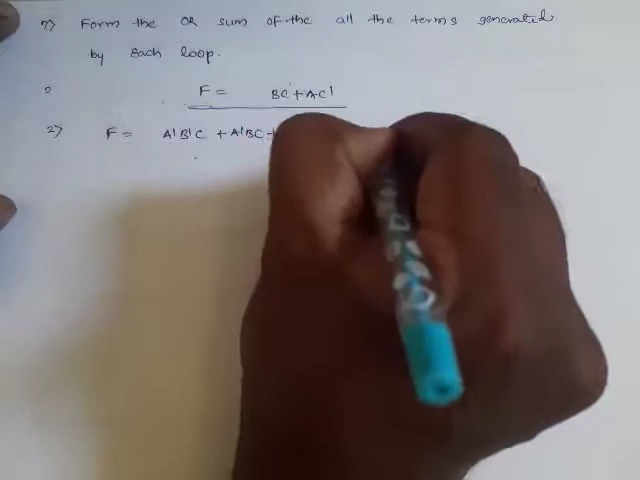 7) Form the OR sum of the all the terms generated
by each loop.
F = BC + AC'
2) F = A'B'C + A'BC +